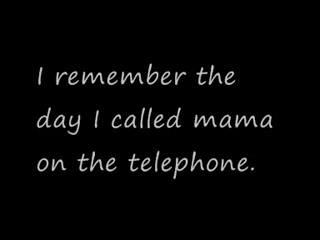 I remember the
day I called mama
on the telephone.